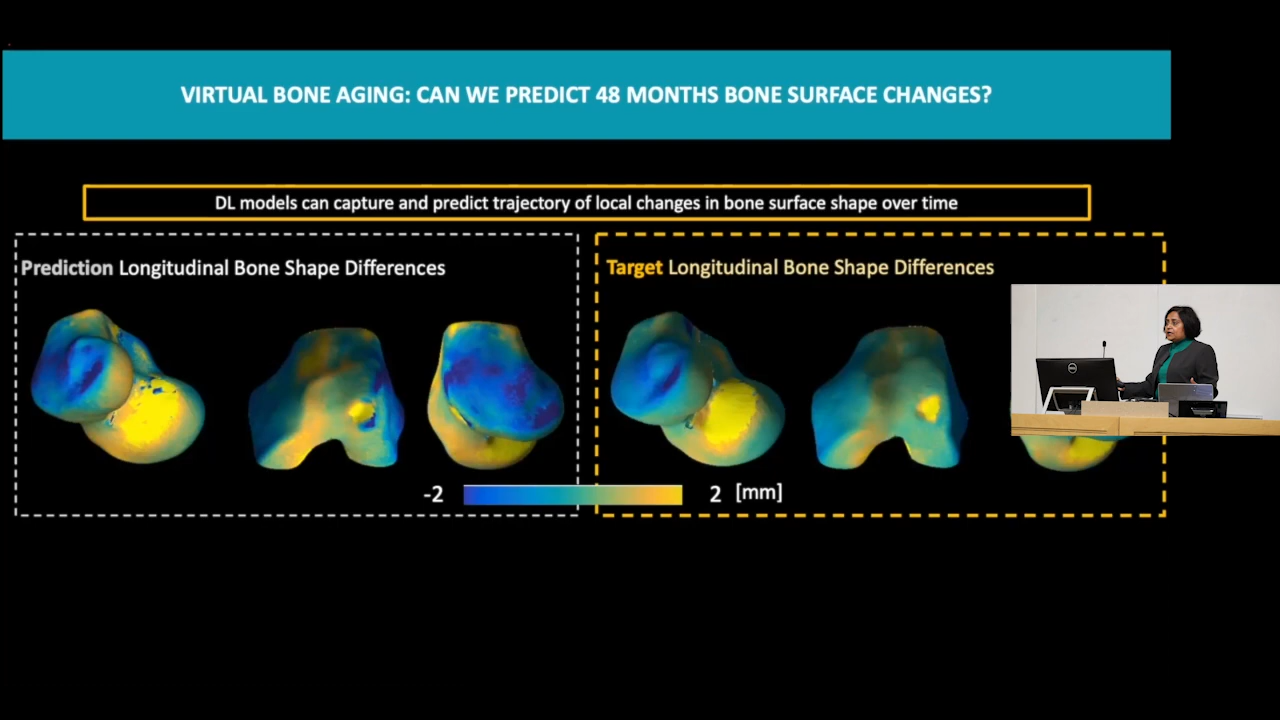 VIRTUAL BONE AGING: CAN WE PREDICT 48 MONTHS BONE SURFACE CHANGES?
DL models can capture and predict trajectory of local changes in bone surface shape over time
Prediction Longitudinal Bone Shape Differences
Target Longitudinal Bone Shape Differences
-2
2 [mm]